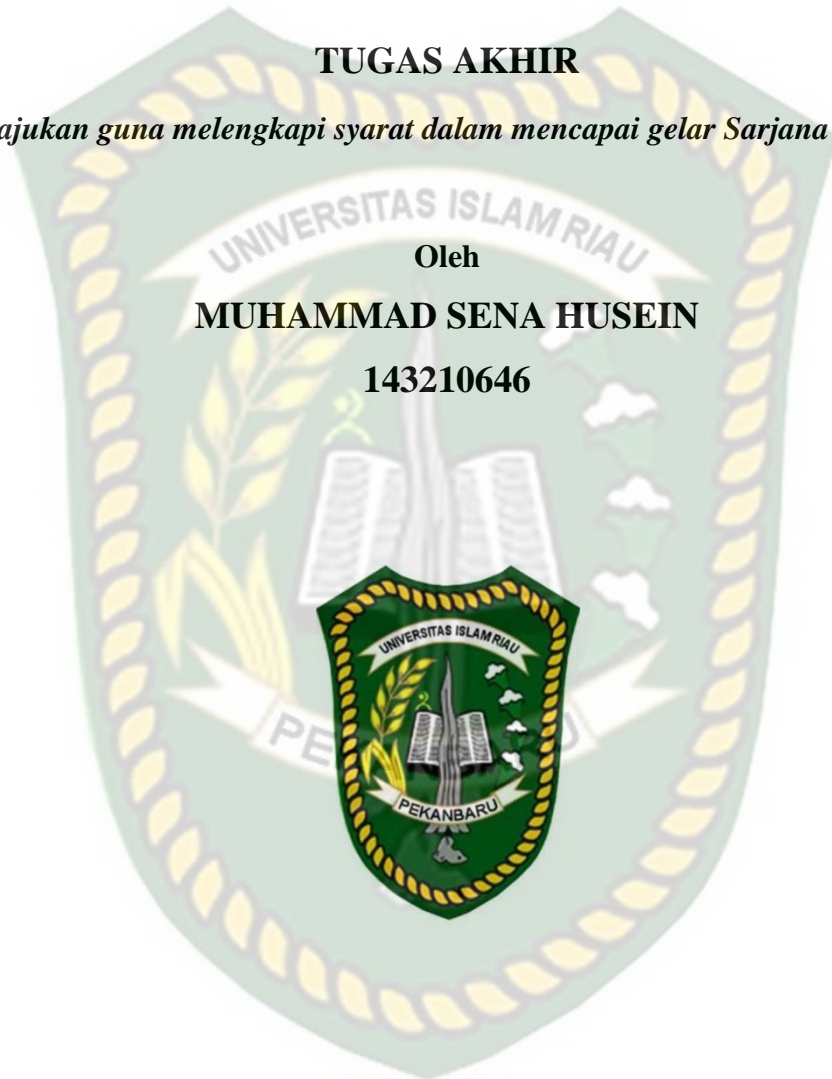 TUGAS AKHIR
ajukan guna melengkapi syarat dalam mencapai gelar Sarjana
UNIVERSITAS ISLAM RIAU
Oleh
MUHAMMAD SENA HUSEIN
143210646
UNIVERSITAS ISLAM RIAU
PEKANBARU